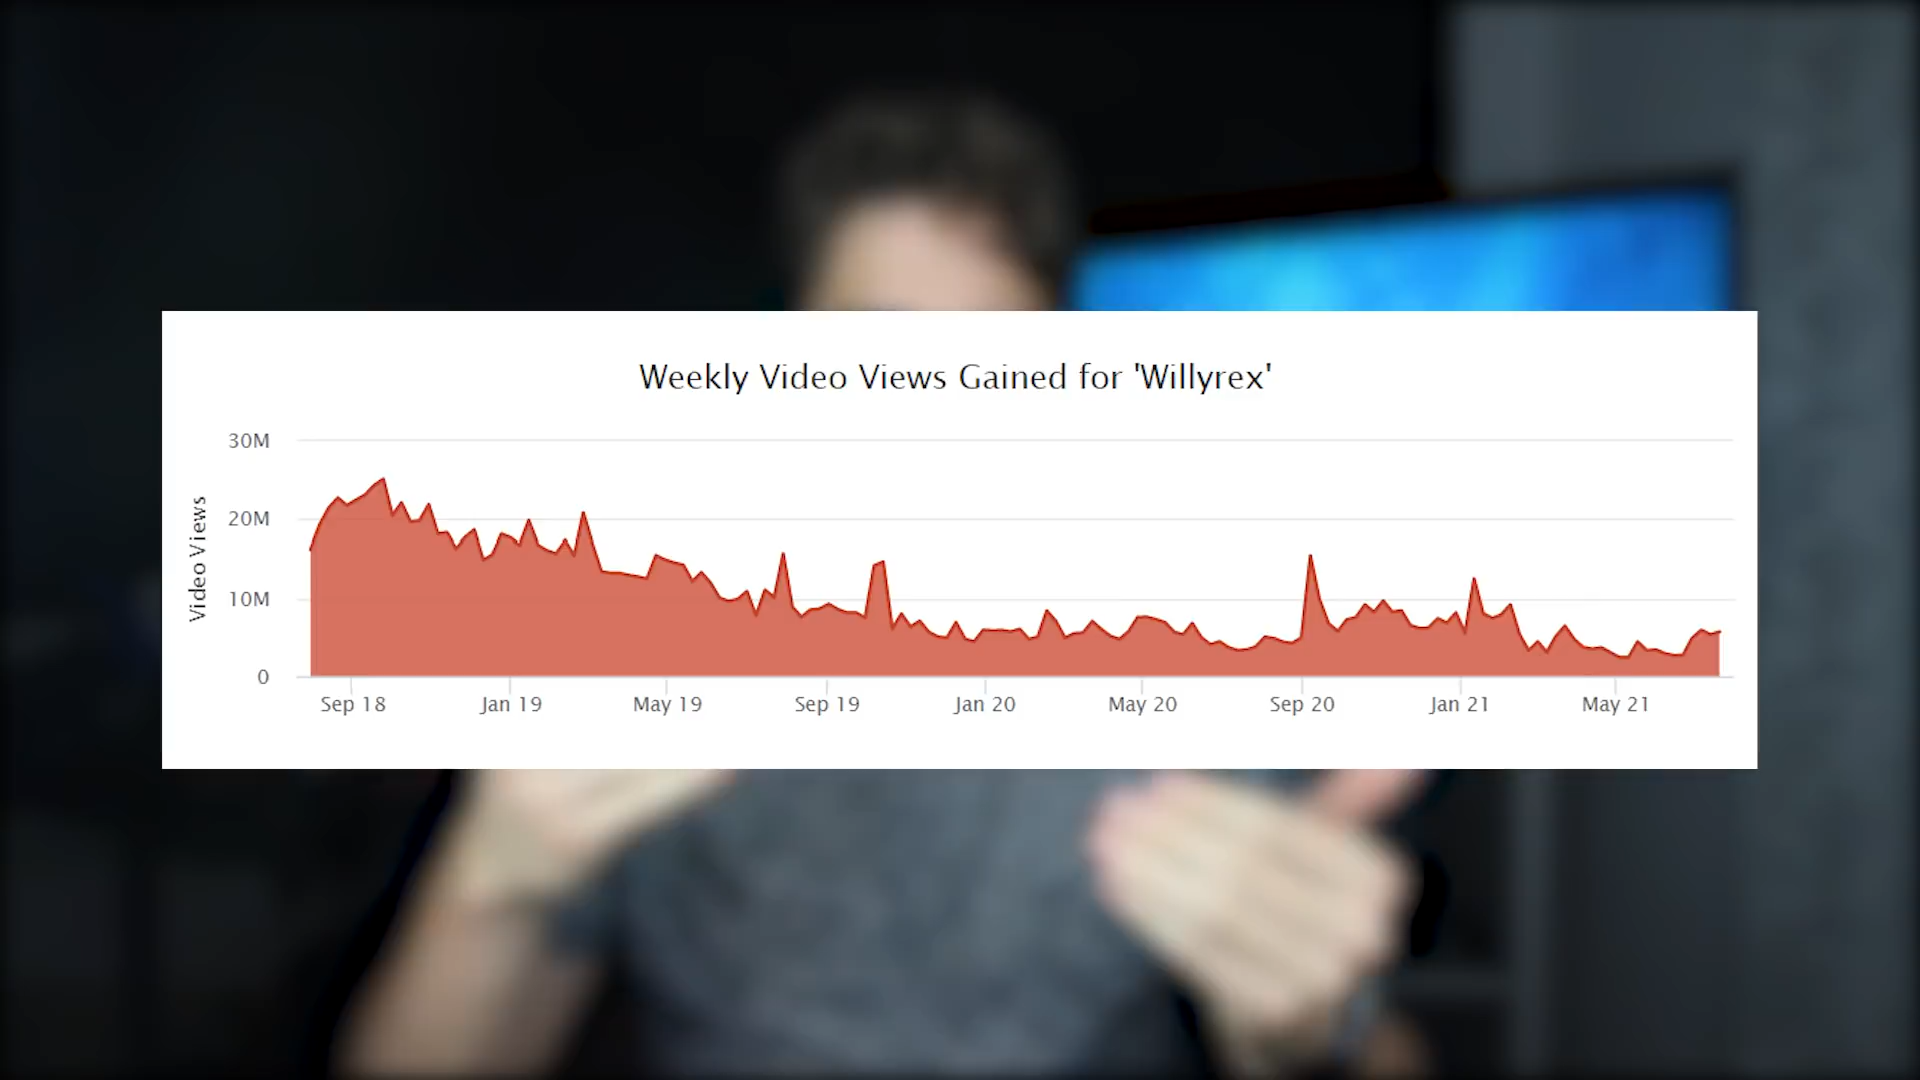 Weekly Video Views Gained for 'Willyrex'
Video Views
30M
20M
10M
0
Sep 18
Jan 19
May 19
Sep 19
Jan 20
May 20
Sep 20
Jan 21
May 21